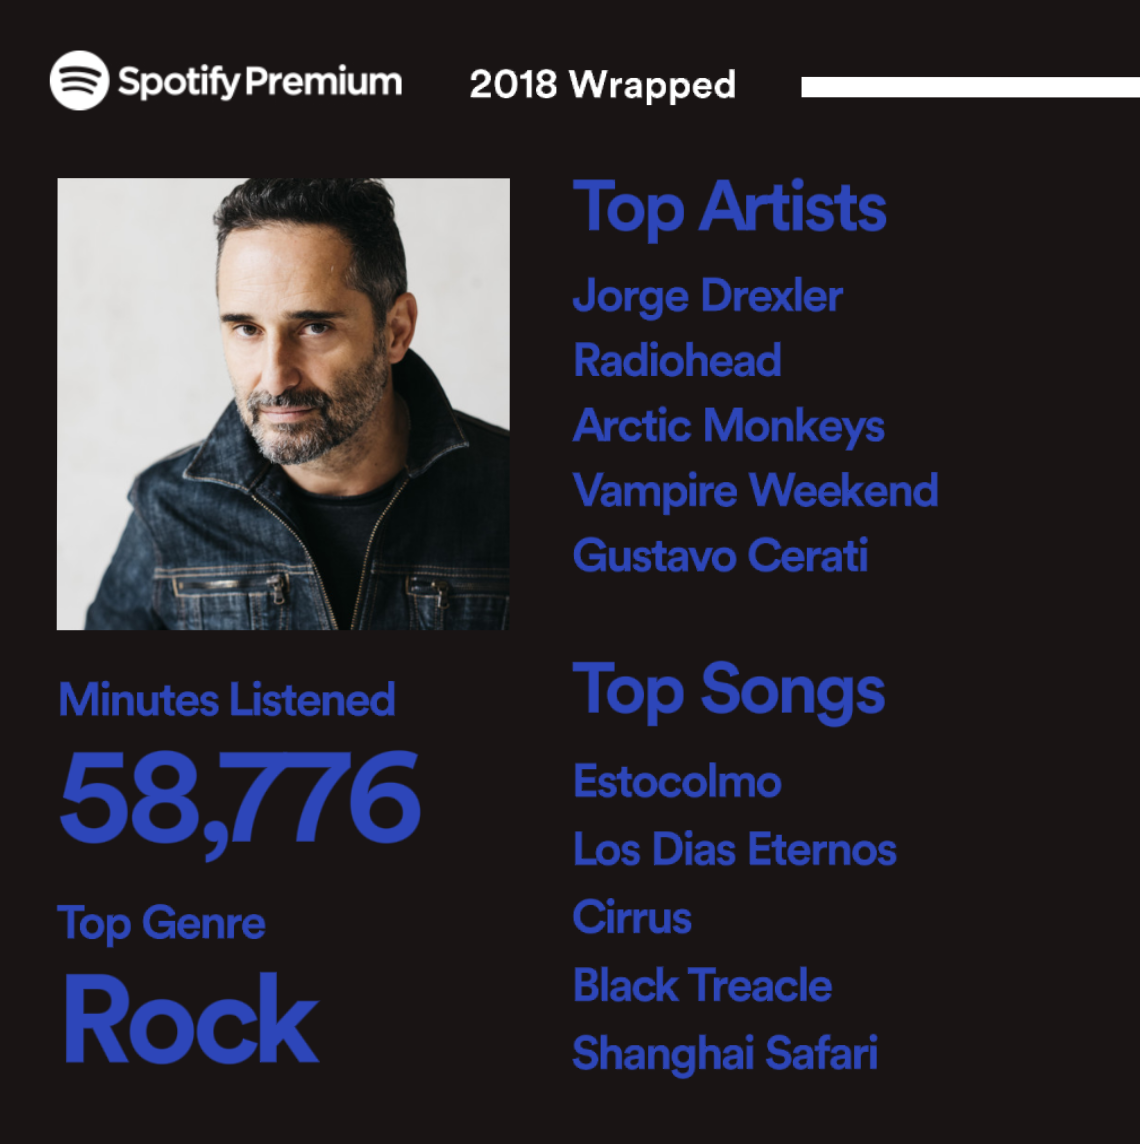 Spotify Premium
2018 Wrapped
Top Artists
Jorge Drexler
Radiohead
Arctic Monkeys
Vampire Weekend
Gustavo Cerati
Minutes Listened
58,776
Top Genre
Rock
Top Songs
Estocolmo
Los Dias Eternos
Cirrus
Black Treacle
Shanghai Safari